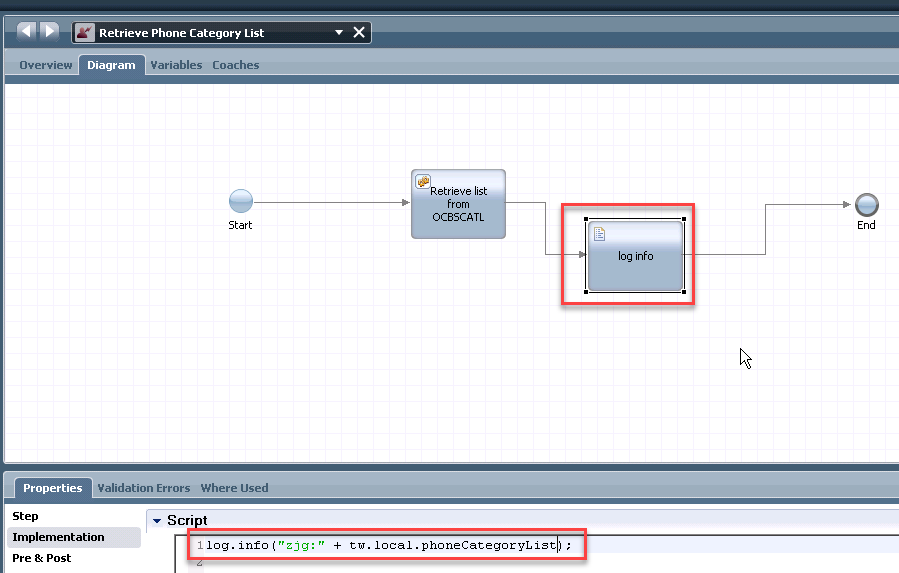 Retrieve Phone Category List
Overview Diagram Variables Coaches
Start
Retrieve list
from
OCBSCATL
log info
End
Properties Validation Errors Where Used
Step
Implementation
Pre & Post
Script
1 log.info("zjg:" + tw.local.phoneCategoryList);
2